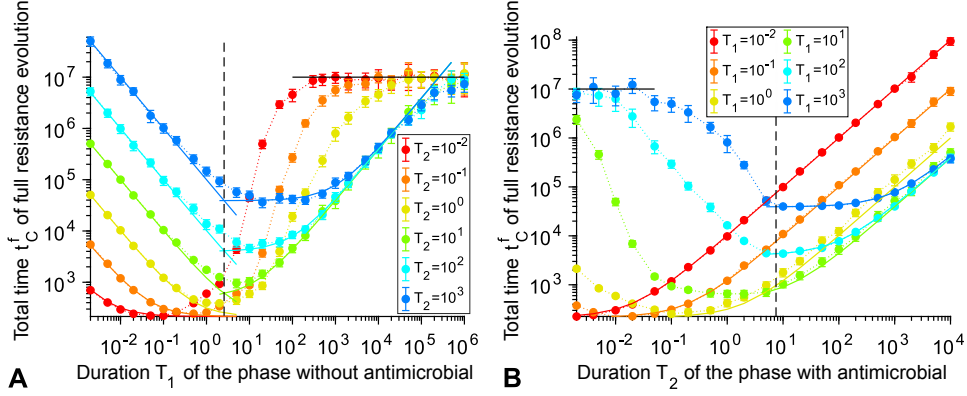 Total time t_C^f of full resistance evolution
10^7
10^6
10^5
10^4
10^3
T_2=10^-2
T_2=10^-1
T_2=10^0
T_2=10^1
T_2=10^2
T_2=10^3
10^-2 10^-1 10^0 10^1 10^2 10^3 10^4 10^5 10^6
A Duration T_1 of the phase without antimicrobial
Total time t_C^f of full resistance evolution
10^8
10^7
10^6
10^5
10^4
10^3
T_1=10^-2 T_1=10^1
T_1=10^-1 T_1=10^2
T_1=10^0 T_1=10^3
10^-2 10^-1 10^0 10^1 10^2 10^3 10^4
B Duration T_2 of the phase with antimicrobial